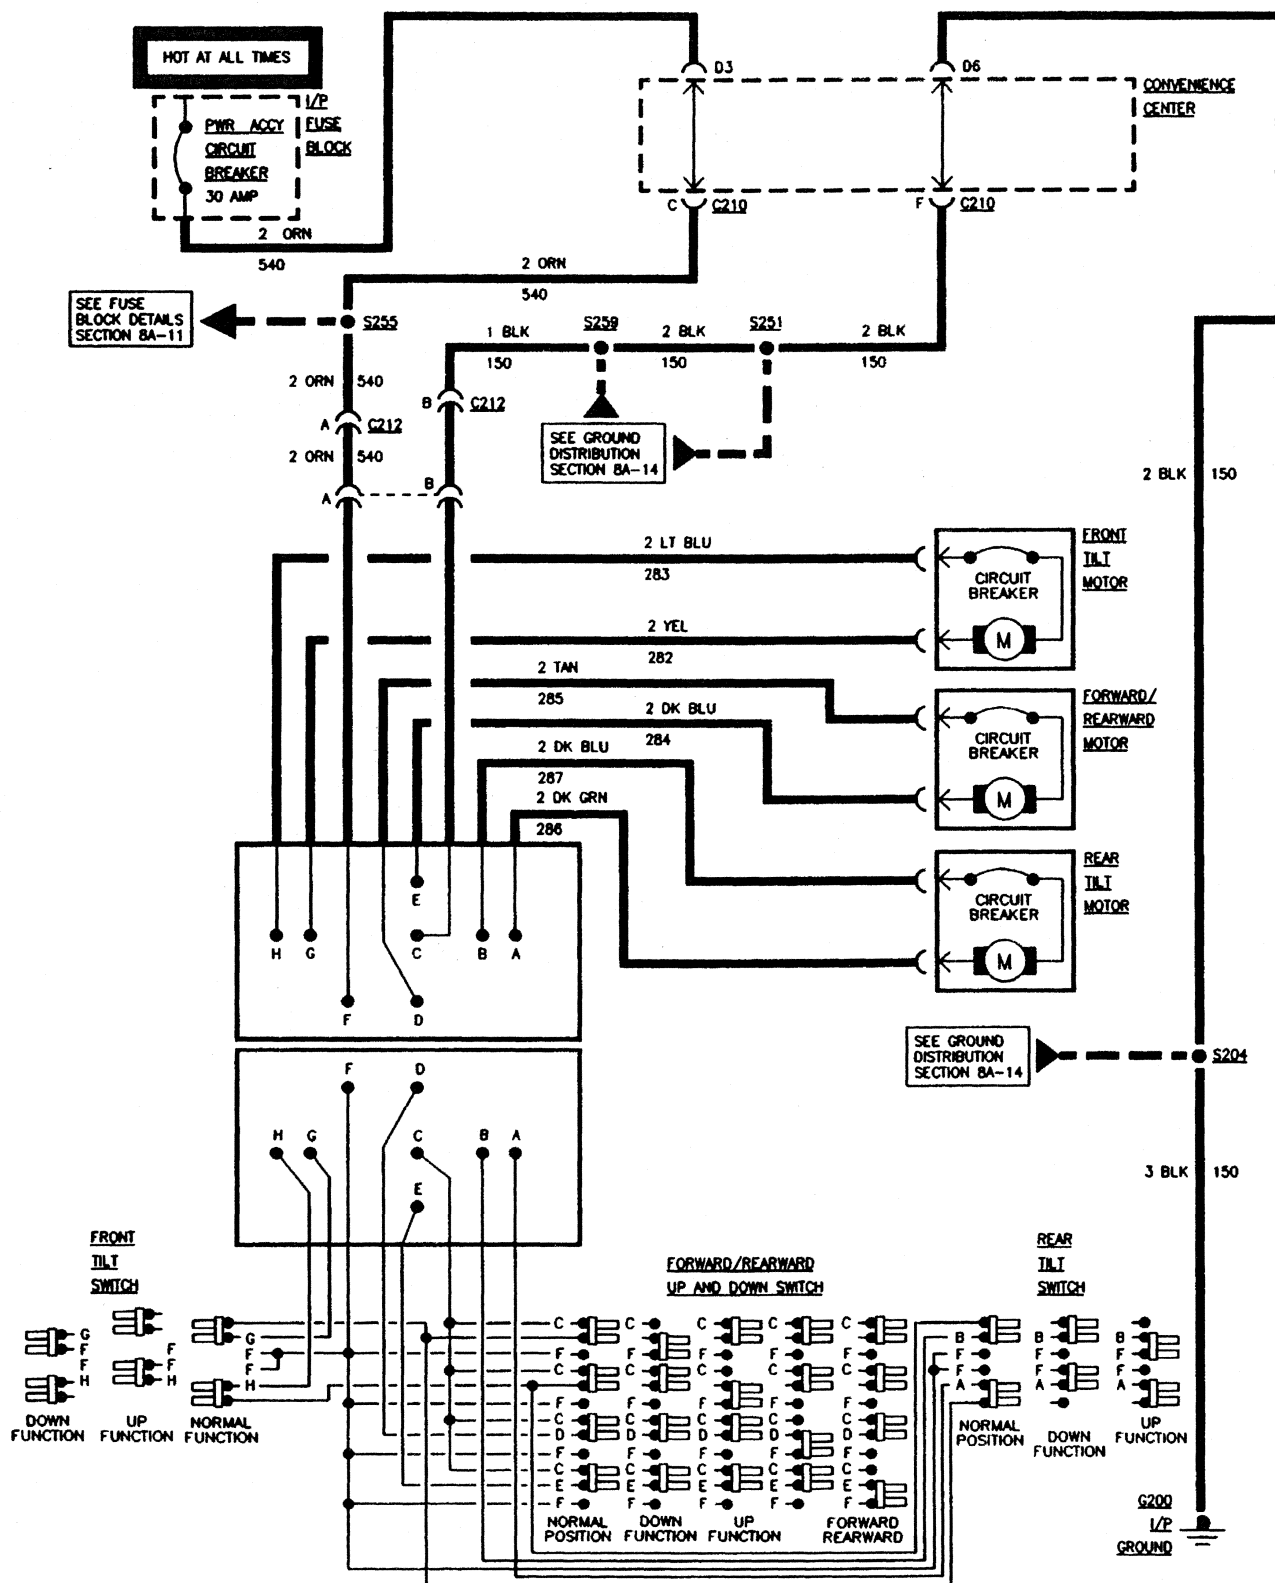 HOT AT ALL TIMES
I/P
FUSE
BLOCK
PWR ACCY
CIRCUIT
BREAKER
30 AMP
2 ORN
540
D3
D6
CONVENIENCE
CENTER
C C210
F C210
2 ORN
540
SEE FUSE
BLOCK DETAILS
SECTION 8A-11
S255
1 BLK
150
S259
2 BLK
150
S251
2 BLK
150
2 ORN 540
A C212
B C212
2 ORN 540
A
B
SEE GROUND
DISTRIBUTION
SECTION 8A-14
2 BLK 150
2 LT BLU
283
2 YEL
282
2 TAN
285
2 DK BLU
284
2 DK BLU
287
2 DK GRN
286
CIRCUIT
BREAKER
M
FRONT
TILT
MOTOR
CIRCUIT
BREAKER
M
FORWARD/
REARWARD
MOTOR
CIRCUIT
BREAKER
M
REAR
TILT
MOTOR
E
H G C B A
F D
SEE GROUND
DISTRIBUTION
SECTION 8A-14
S204
F D
H G C B A
E
3 BLK 150
FRONT
TILT
SWITCH
FORWARD/REARWARD
UP AND DOWN SWITCH
REAR
TILT
SWITCH
G
F
F
H
DOWN
FUNCTION
F
F
H
UP
FUNCTION
G
F
F
H
NORMAL
FUNCTION
C
F
C
F
C
D
F
C
E
F
NORMAL
POSITION
C
F
C
F
C
D
F
C
E
F
DOWN
FUNCTION
C
F
C
F
C
D
F
C
E
F
UP
FUNCTION
C
F
C
F
C
D
F
C
E
F
C
F
C
F
C
D
F
C
E
F
FORWARD
REARWARD
B
F
F
A
NORMAL
POSITION
B
F
F
A
DOWN
FUNCTION
B
F
F
A
UP
FUNCTION
G200
I/P
GROUND